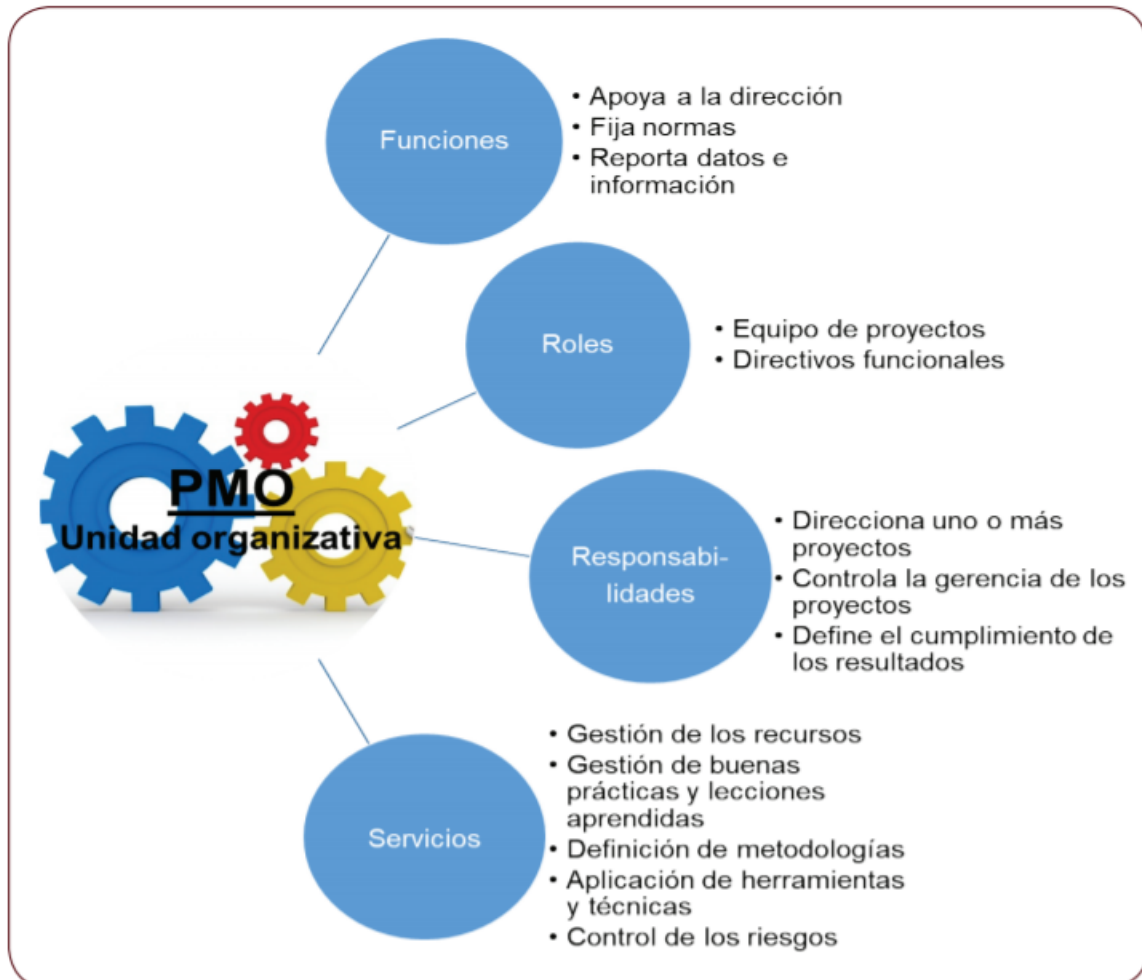 Funciones
• Apoya a la dirección
• Fija normas
• Reporta datos e
información
Roles
• Equipo de proyectos
• Directivos funcionales
PMO
Unidad organizativa
Responsabi-
lidades
• Direcciona uno o más
proyectos
• Controla la gerencia de los
proyectos
• Define el cumplimiento de
los resultados
Servicios
• Gestión de los recursos
• Gestión de buenas
prácticas y lecciones
aprendidas
• Definición de metodologías
• Aplicación de herramientas
y técnicas
• Control de los riesgos